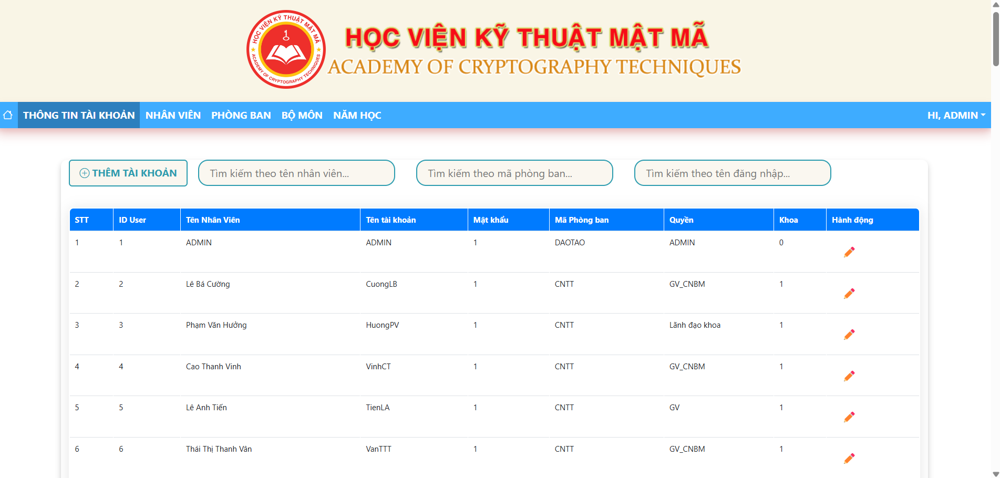 HỌC VIỆN KỸ THUẬT MẬT MÃ
ACADEMY OF CRYPTOGRAPHY TECHNIQUES
HỌC VIỆN KỸ THUẬT MẬT MÃ
ACADEMY OF CRYPTOGRAPHY TECHNIQUES
THÔNG TIN TÀI KHOẢN NHÂN VIÊN PHÒNG BAN BỘ MÔN NĂM HỌC HI, ADMIN
THÊM TÀI KHOẢN Tìm kiếm theo tên nhân viên... Tìm kiếm theo mã phòng ban... Tìm kiếm theo tên đăng nhập...
STT ID User Tên Nhân Viên Tên tài khoản Mật khẩu Mã Phòng ban Quyền Khoa Hành động
1 1 ADMIN ADMIN 1 DAOTAO ADMIN 0
2 2 Lê Bá Cường CuongLB 1 CNTT GV_CNBM 1
3 3 Phạm Văn Hưởng HuongPV 1 CNTT Lãnh đạo khoa 1
4 4 Cao Thanh Vinh VinhCT 1 CNTT GV_CNBM 1
5 5 Lê Anh Tiến TienLA 1 CNTT GV 1
6 6 Thái Thị Thanh Vân VanTTT 1 CNTT GV_CNBM 1